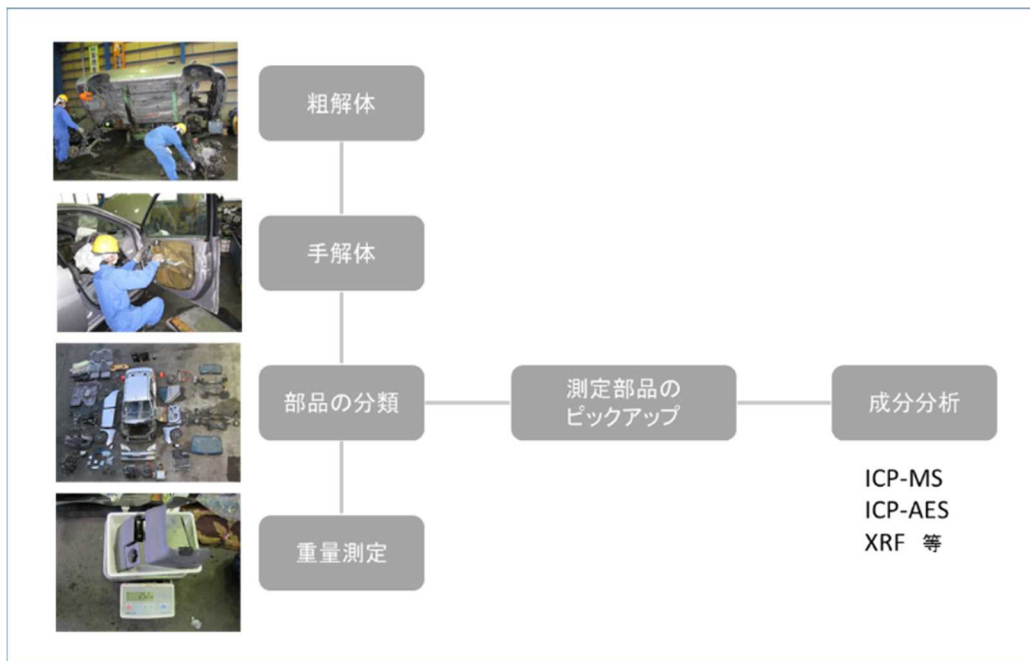 粗解体
手解体
部品の分類
測定部品の
ピックアップ
成分分析
ICP-MS
ICP-AES
XRF 等
重量測定